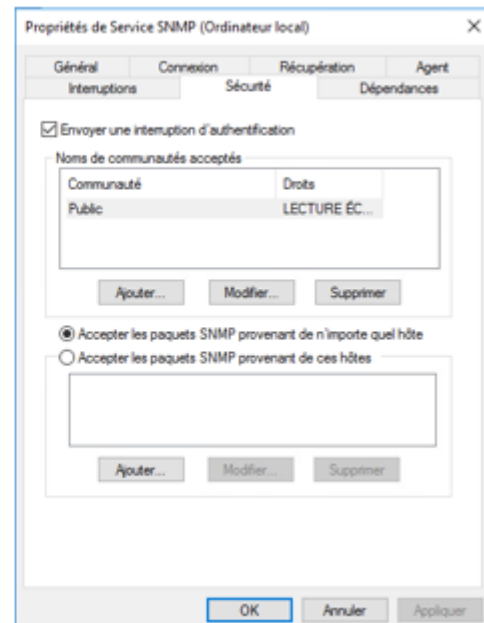 Propriétés de Service SNMP (Ordinateur local)
Général Connexion Récupération Agent
Interruptions Sécurité Dépendances
Envoyer une interruption d'authentification
Noms de communautés acceptés
Communauté Droits
Public LECTURE ÉC...
Ajouter... Modifier... Supprimer
Accepter les paquets SNMP provenant de n'importe quel hôte
Accepter les paquets SNMP provenant de ces hôtes
Ajouter... Modifier... Supprimer
OK Annuler Appliquer